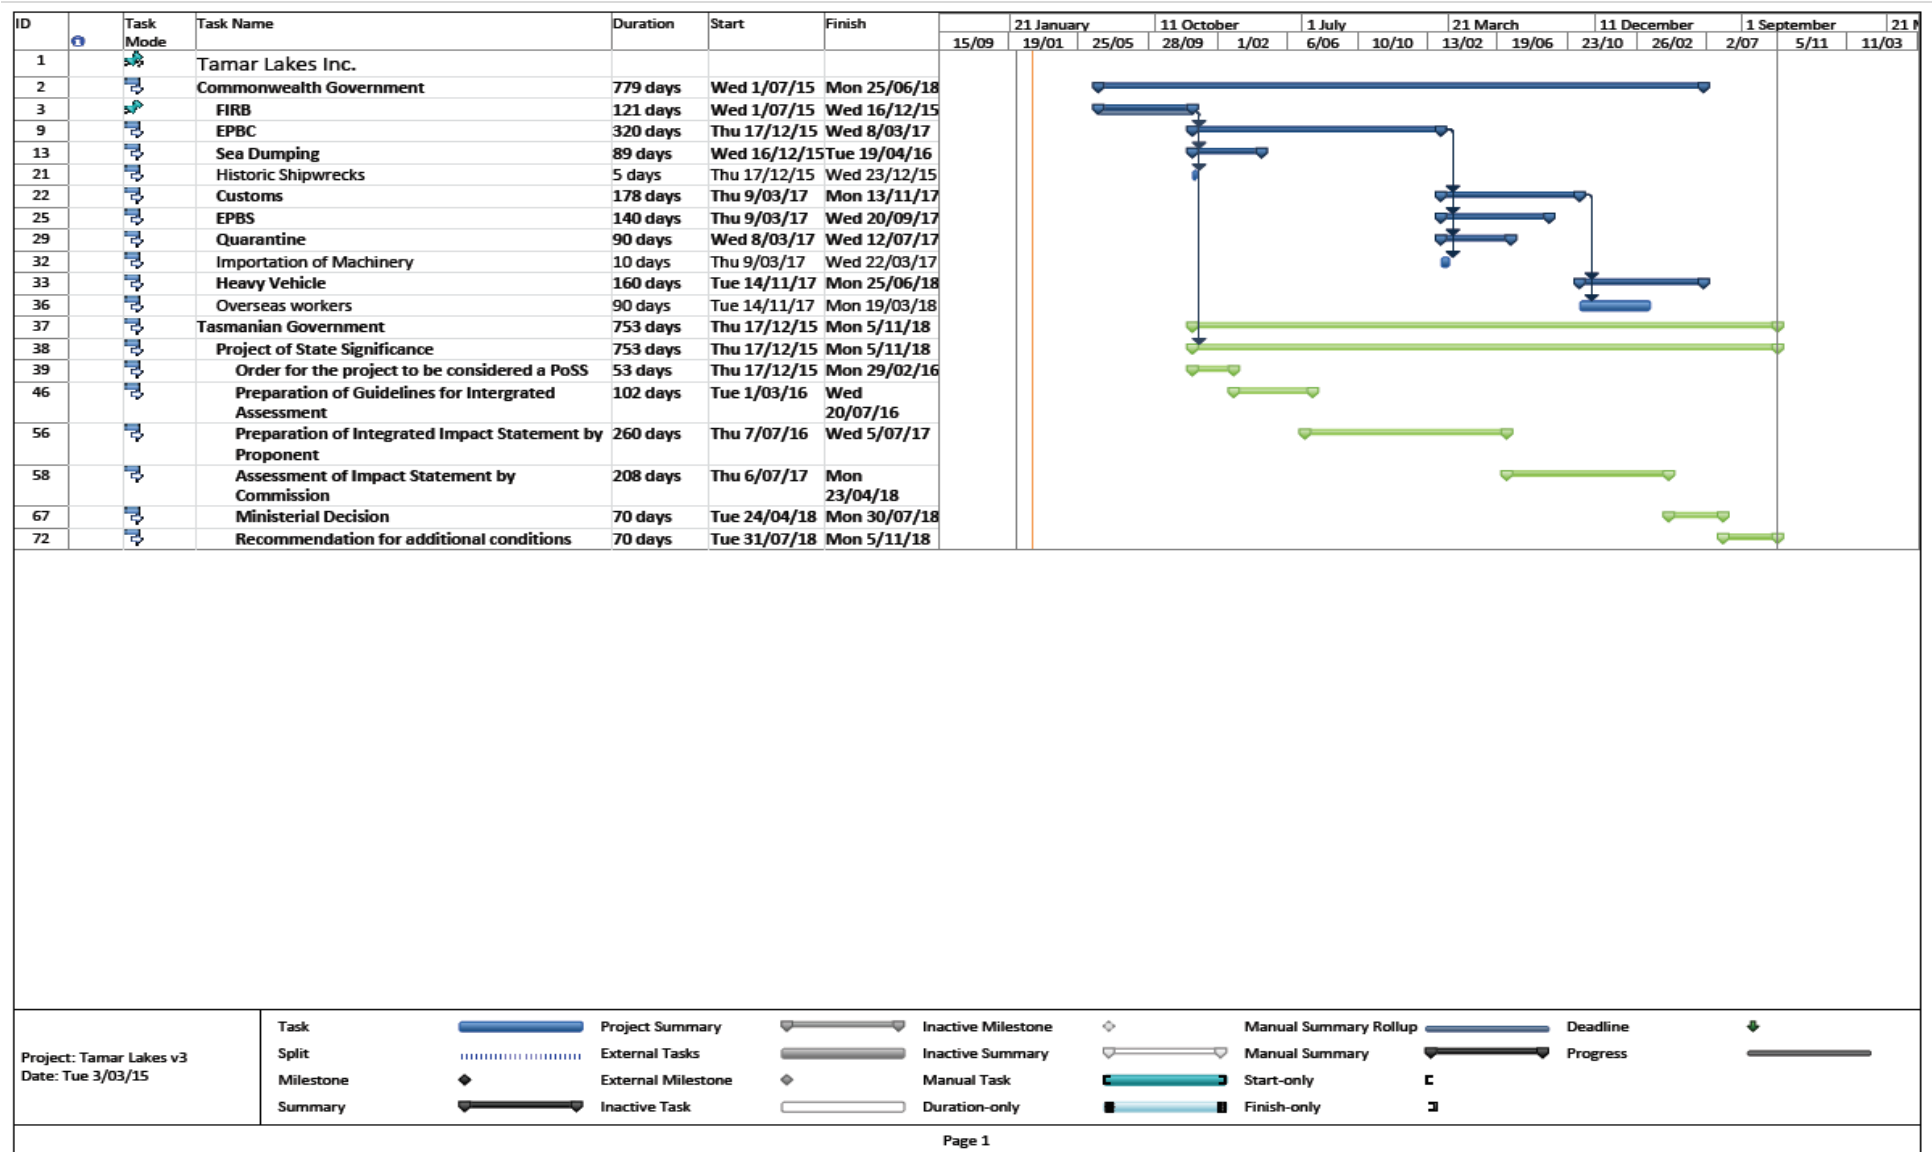 ID Task Task Name Duration Start Finish 21 January 11 October 1 July 21 March 11 December 1 September
Mode 15/09 19/01 25/05 28/09 1/02 6/06 10/10 13/02 19/06 23/10 26/02 2/07 5/11 11/03
1 Tamar Lakes Inc.
2 Commonwealth Government 779 days Wed 1/07/15 Mon 25/06/18
3 FIRB 121 days Wed 1/07/15 Wed 16/12/15
9 EPBC 320 days Thu 17/12/15 Wed 8/03/17
13 Sea Dumping 89 days Wed 16/12/15 Tue 19/04/16
21 Historic Shipwrecks 5 days Thu 17/12/15 Wed 23/12/15
22 Customs 178 days Thu 9/03/17 Mon 13/11/17
25 EPBS 140 days Thu 9/03/17 Wed 20/09/17
29 Quarantine 90 days Wed 8/03/17 Wed 12/07/17
32 Importation of Machinery 10 days Thu 9/03/17 Wed 22/03/17
33 Heavy Vehicle 160 days Tue 14/11/17 Mon 25/06/18
36 Overseas workers 90 days Tue 14/11/17 Mon 19/03/18
37 Tasmanian Government 753 days Thu 17/12/15 Mon 5/11/18
38 Project of State Significance 753 days Thu 17/12/15 Mon 5/11/18
39 Order for the project to be considered a PoSS 53 days Thu 17/12/15 Mon 29/02/16
46 Preparation of Guidelines for Intergrated 102 days Tue 1/03/16 Wed
Assessment 20/07/16
56 Preparation of Integrated Impact Statement by 260 days Thu 7/07/16 Wed 5/07/17
Proponent
58 Assessment of Impact Statement by 208 days Thu 6/07/17 Mon
Commission 23/04/18
67 Ministerial Decision 70 days Tue 24/04/18 Mon 30/07/18
72 Recommendation for additional conditions 70 days Tue 31/07/18 Mon 5/11/18
Project: Tamar Lakes v3
Date: Tue 3/03/15
Task Project Summary Inactive Milestone Manual Summary Rollup Deadline
Split External Tasks Inactive Summary Manual Summary Progress
Milestone External Milestone Manual Task Start-only
Summary Inactive Task Duration-only Finish-only
Page 1